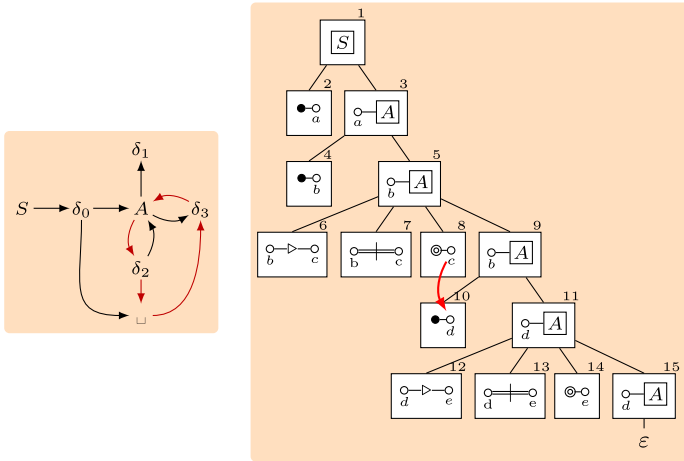 δ₁
S δ₀ A δ₃
δ₂
␣
1
S
2 3
a a A
4 5
b b A
6 7 8 9
b c b c c b A
10 11
d d A
12 13 14 15
d e d e e d A
ε